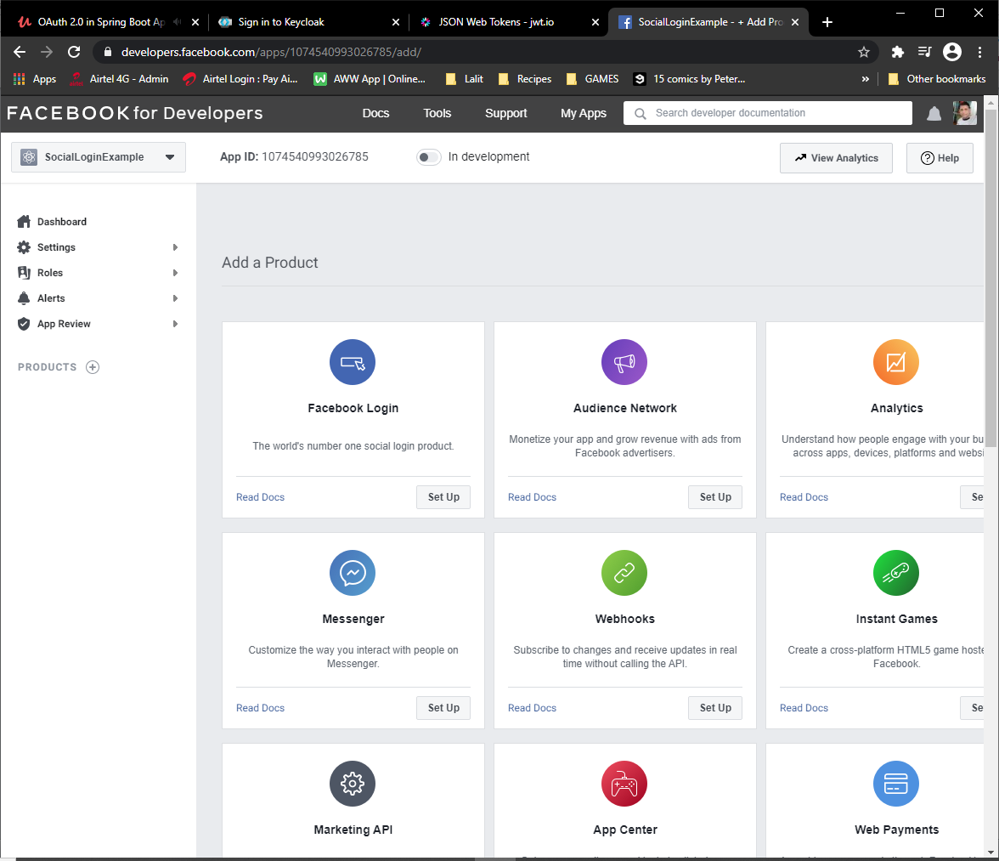 OAuth 2.0 in Spring Boot Ap
Sign in to Keycloak
JSON Web Tokens - jwt.io
SocialLoginExample - + Add Pro
developers.facebook.com/apps/1074540993026785/add/
Apps
airtel
Airtel 4G - Admin
Airtel Login : Pay Ai...
AWW App | Online...
Lalit
Recipes
GAMES
15 comics by Peter...
»
Other bookmarks
FACEBOOK for Developers
Docs
Tools
Support
My Apps
Search developer documentation
SocialLoginExample
App ID: 1074540993026785
In development
View Analytics
Help
Dashboard
Settings
Roles
Alerts
App Review
PRODUCTS
Add a Product
Facebook Login
The world's number one social login product.
Read Docs
Set Up
Audience Network
Monetize your app and grow revenue with ads from
Facebook advertisers.
Read Docs
Set Up
Analytics
Understand how people engage with your bu
across apps, devices, platforms and websi
Read Docs
Se
Messenger
Customize the way you interact with people on
Messenger.
Read Docs
Set Up
Webhooks
Subscribe to changes and receive updates in real
time without calling the API.
Read Docs
Set Up
Instant Games
Create a cross-platform HTML5 game hoste
Facebook.
Read Docs
Se
Marketing API
App Center
Web Payments